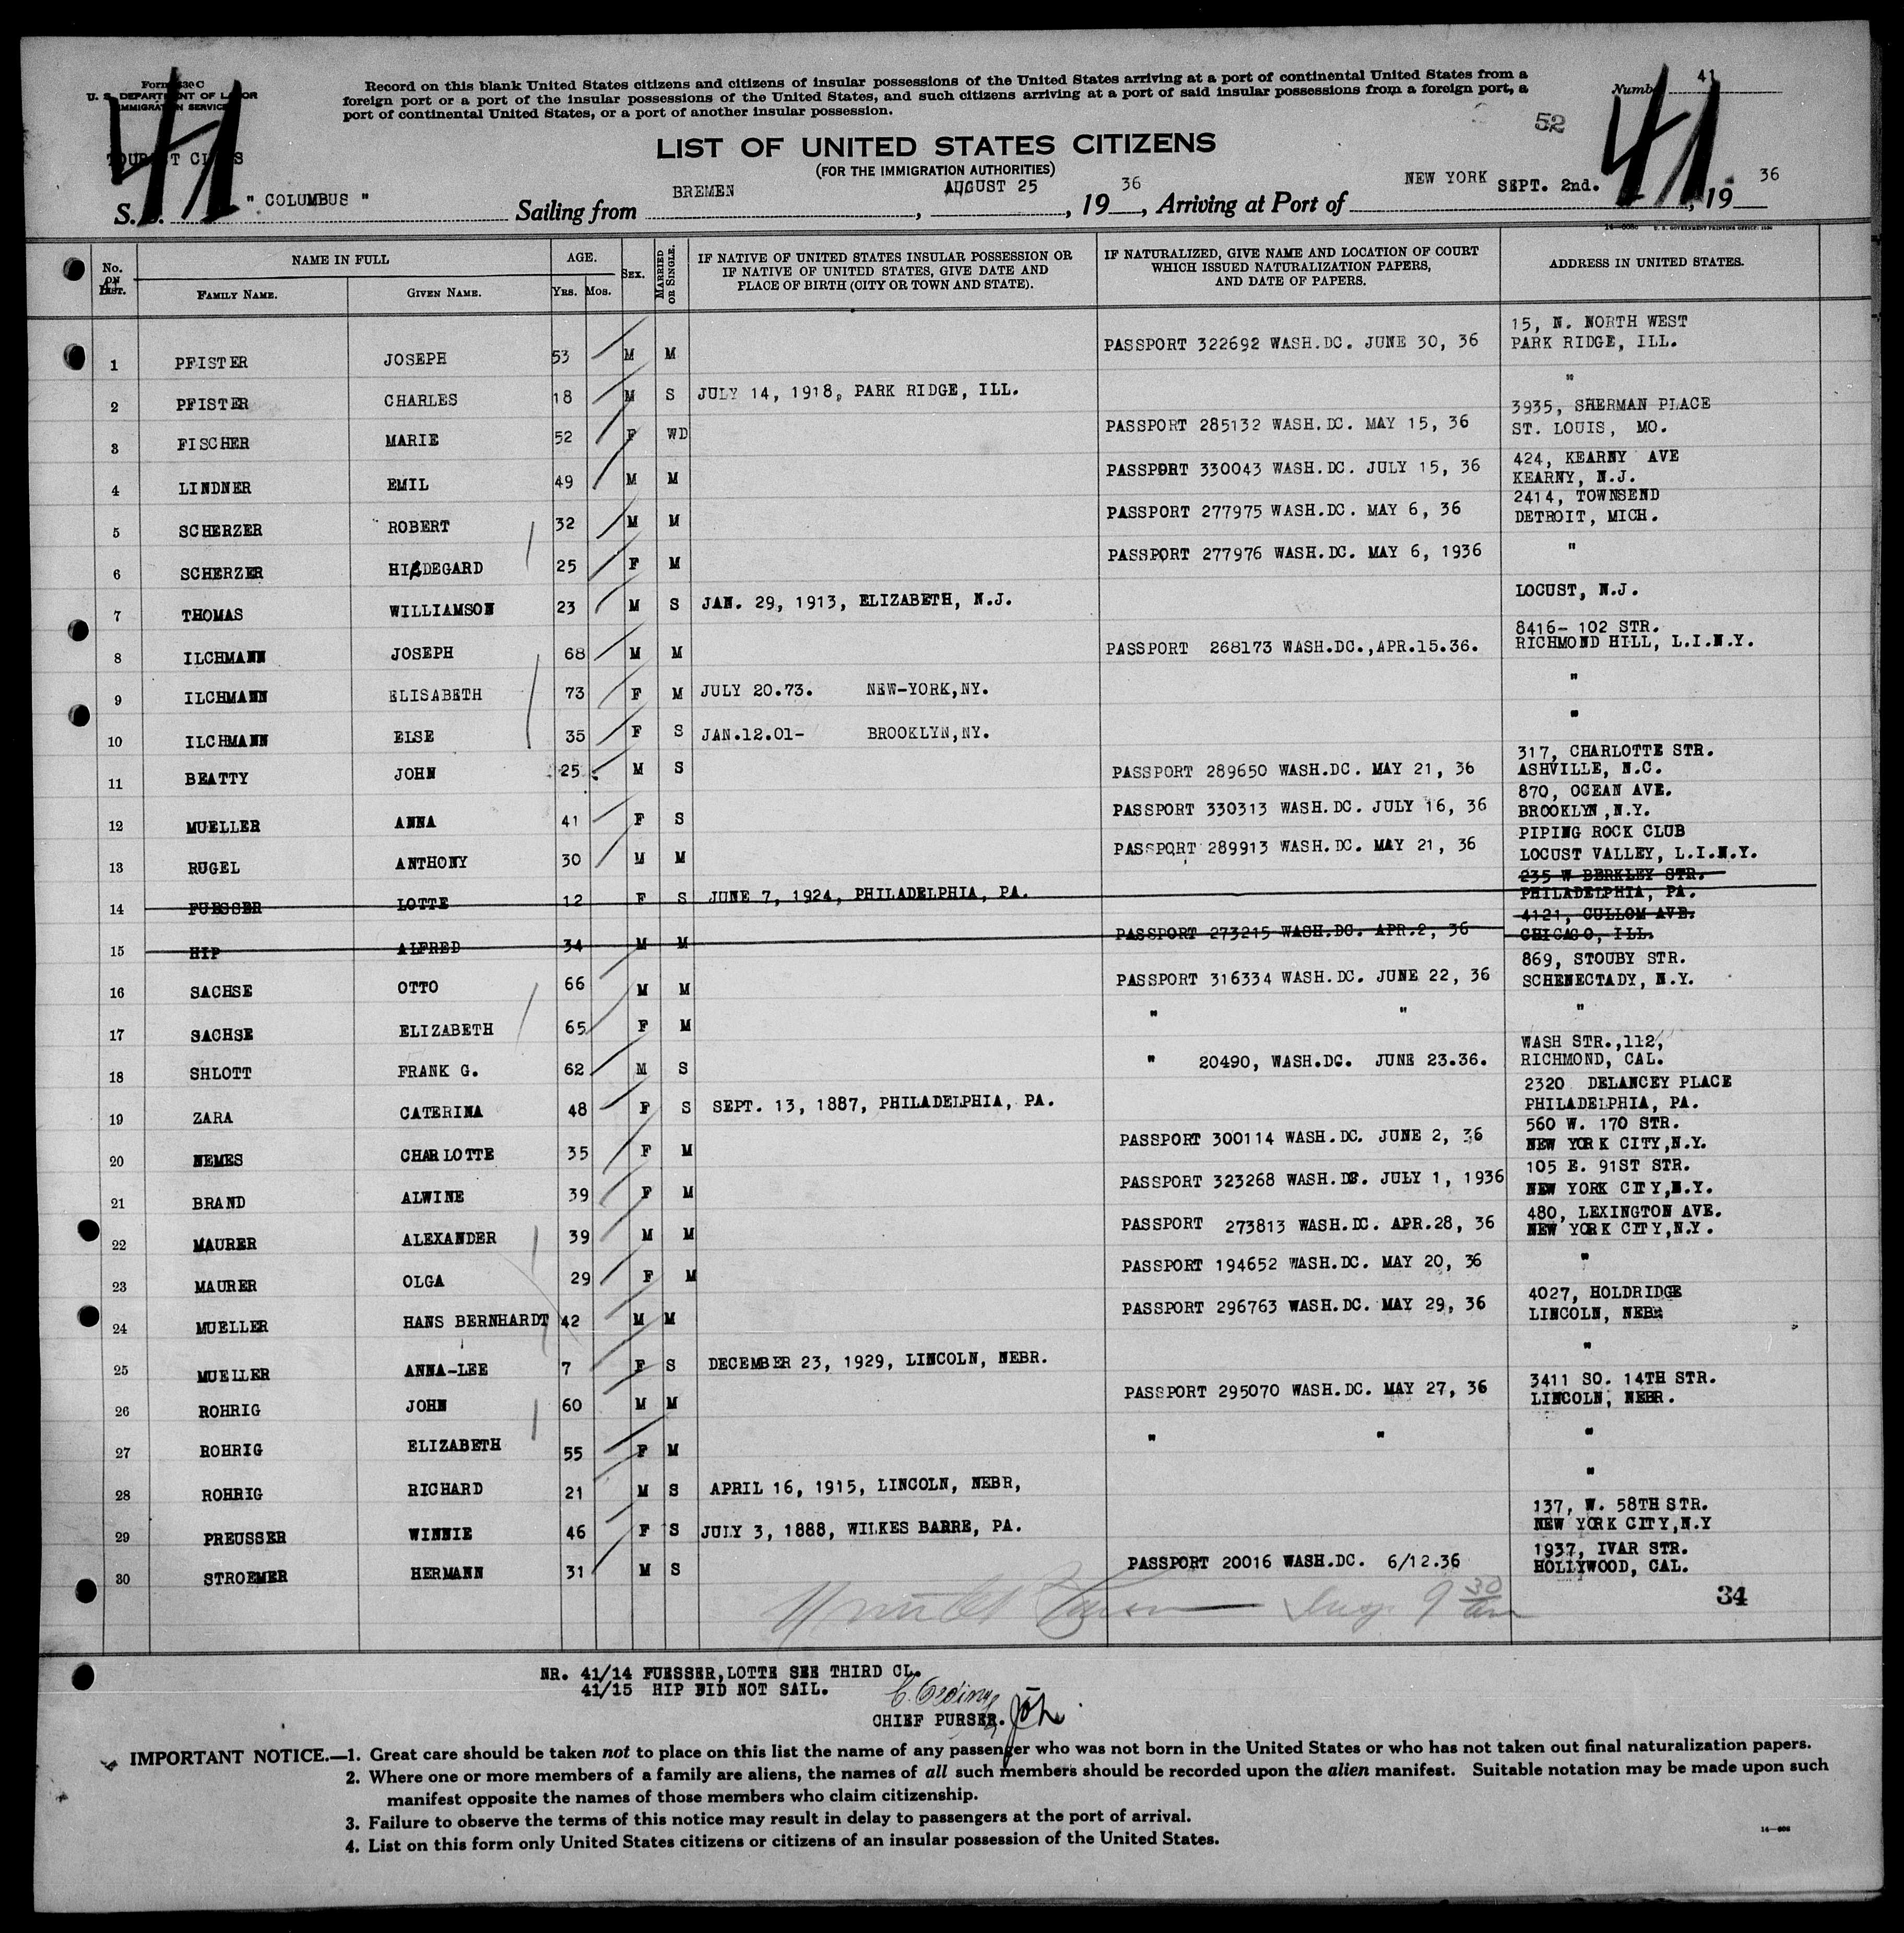 Form 630 C
U. S. DEPARTMENT OF LABOR
IMMIGRATION SERVICE
Record on this blank United States citizens and citizens of insular possessions of the United States arriving at a port of continental United States from a
foreign port or a port of the insular possessions of the United States, and such citizens arriving at a port of said insular possessions from a foreign port, a
port of continental United States, or a port of another insular possession.
Number 41
41
52
41
TOURIST CLASS
LIST OF UNITED STATES CITIZENS
(FOR THE IMMIGRATION AUTHORITIES)
S.S. " COLUMBUS " Sailing from BREMEN, AUGUST 25, 19 36, Arriving at Port of NEW YORK SEPT. 2nd., 19 36
U. S. GOVERNMENT PRINTING OFFICE: 1936
No. ON LIST. NAME IN FULL AGE. SEX. MARRIED OR SINGLE. IF NATIVE OF UNITED STATES INSULAR POSSESSION OR IF NATIVE OF UNITED STATES, GIVE DATE AND PLACE OF BIRTH (CITY OR TOWN AND STATE). IF NATURALIZED, GIVE NAME AND LOCATION OF COURT WHICH ISSUED NATURALIZATION PAPERS, AND DATE OF PAPERS. ADDRESS IN UNITED STATES.
FAMILY NAME. GIVEN NAME. YRS. MOS.
1 PFISTER JOSEPH 53 M M PASSPORT 322692 WASH.DC. JUNE 30, 36 15, N. NORTH WEST PARK RIDGE, ILL.
2 PFISTER CHARLES 18 M S JULY 14, 1918, PARK RIDGE, ILL. "
3 FISCHER MARIE 52 F WD PASSPORT 285132 WASH.DC. MAY 15, 36 3935, SHERMAN PLACE ST. LOUIS, MO.
4 LINDNER EMIL 49 M M PASSPORT 330043 WASH.DC. JULY 15, 36 424, KEARNY AVE KEARNY, N.J.
5 SCHERZER ROBERT 32 M M PASSPORT 277975 WASH.DC. MAY 6, 36 2414, TOWNSEND DETROIT, MICH.
6 SCHERZER HILDEGARD 25 F M PASSPORT 277976 WASH.DC. MAY 6, 1936 "
7 THOMAS WILLIAMSON 23 M S JAN. 29, 1913, ELIZABETH, N.J. LOCUST, N.J.
8 ILCHMANN JOSEPH 68 M M PASSPORT 268173 WASH.DC.,APR.15.36. 8416- 102 STR. RICHMOND HILL, L.I.N.Y.
9 ILCHMANN ELISABETH 73 F M JULY 20.73. NEW-YORK,NY. "
10 ILCHMANN ELSE 35 F S JAN.12.01- BROOKLYN,NY. "
11 BEATTY JOHN 25 M S PASSPORT 289650 WASH.DC. MAY 21, 36 317, CHARLOTTE STR. ASHVILLE, N.C.
12 MUELLER ANNA 41 F S PASSPORT 330313 WASH.DC. JULY 16, 36 870, OCEAN AVE. BROOKLYN,N.Y.
13 RUGEL ANTHONY 30 M M PASSPORT 289913 WASH.DC. MAY 21, 36 PIPING ROCK CLUB LOCUST VALLEY, L.I.N.Y.
14 FUESSER LOTTE 12 F S JUNE 7, 1924, PHILADELPHIA, PA. 235 W BERKLEY STR. PHILADELPHIA, PA.
15 HIP ALFRED 34 M M PASSPORT 273215 WASH.DC. APR.2, 36 4121, CULLOM AVE. CHICAGO, ILL.
16 SACHSE OTTO 66 M M PASSPORT 316334 WASH.DC. JUNE 22, 36 869, STOUBY STR. SCHENECTADY, N.Y.
17 SACHSE ELIZABETH 65 F M " " "
18 SHLOTT FRANK G. 62 M S " 20490, WASH.DC. JUNE 23.36. WASH STR.,112, RICHMOND, CAL.
19 ZARA CATERINA 48 F S SEPT. 13, 1887, PHILADELPHIA, PA. 2320 DELANCEY PLACE PHILADELPHIA, PA.
20 NEMES CHARLOTTE 35 F M PASSPORT 300114 WASH.DC. JUNE 2, 36 560 W. 170 STR. NEW YORK CITY,N.Y.
21 BRAND ALWINE 39 F M PASSPORT 323268 WASH.DC. JULY 1, 1936 105 E. 91ST STR. NEW YORK CITY,N.Y.
22 MAURER ALEXANDER 39 M M PASSPORT 273813 WASH.DC. APR.28, 36 480, LEXINGTON AVE. NEW YORK CITY,N.Y.
23 MAURER OLGA 29 F M PASSPORT 194652 WASH.DC. MAY 20, 36 "
24 MUELLER HANS BERNHARDT 42 M M PASSPORT 296763 WASH.DC. MAY 29, 36 4027, HOLDRIDGE LINCOLN, NEBR
25 MUELLER ANNA-LEE 7 F S DECEMBER 23, 1929, LINCOLN, NEBR. "
26 ROHRIG JOHN 60 M M PASSPORT 295070 WASH.DC. MAY 27, 36 3411 SO. 14TH STR. LINCOLN, NEBR.
27 ROHRIG ELIZABETH 55 F M " " "
28 ROHRIG RICHARD 21 M S APRIL 16, 1915, LINCOLN, NEBR, "
29 PREUSSER WINNIE 46 F S JULY 3, 1888, WILKES BARRE, PA. 137, W. 58TH STR. NEW YORK CITY,N.Y
30 STROEMER HERMANN 31 M S PASSPORT 20016 WASH.DC. 6/12.36 1937, IVAR STR. HOLLYWOOD, CAL.
Insp. 9 30 am
34
NR. 41/14 FUESSER,LOTTE SEE THIRD CL.
41/15 HIP DID NOT SAIL.
CHIEF PURSER.
IMPORTANT NOTICE.—1. Great care should be taken not to place on this list the name of any passenger who was not born in the United States or who has not taken out final naturalization papers.
2. Where one or more members of a family are aliens, the names of all such members should be recorded upon the alien manifest. Suitable notation may be made upon such
manifest opposite the names of those members who claim citizenship.
3. Failure to observe the terms of this notice may result in delay to passengers at the port of arrival.
4. List on this form only United States citizens or citizens of an insular possession of the United States.